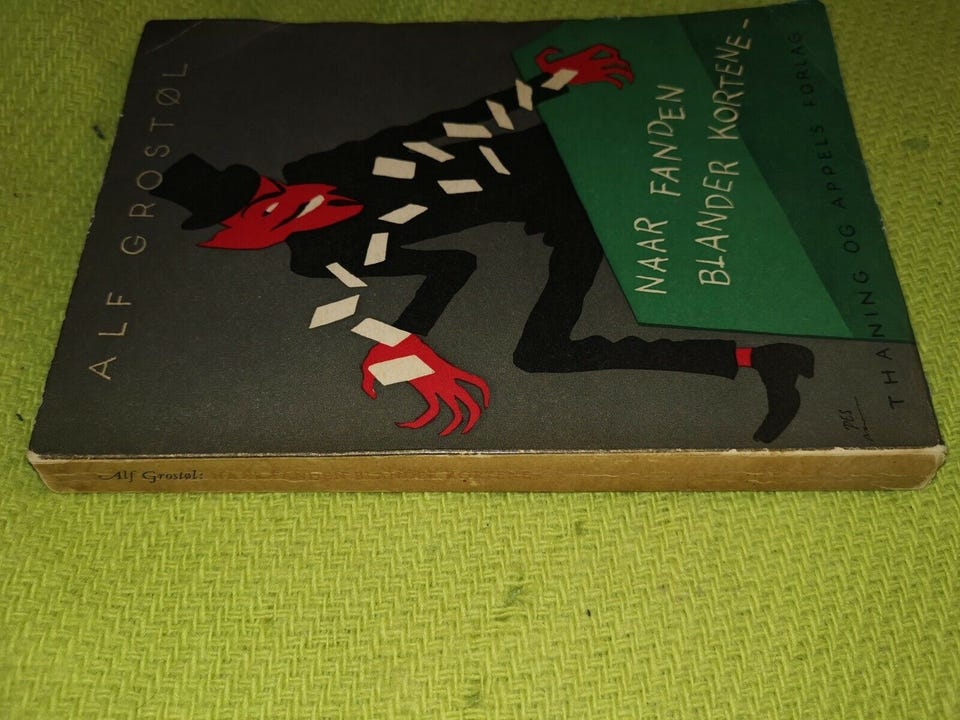 ALF GROSTØL
NAAR FANDEN
BLANDER KORTENE-
THANING OG APPELS FORLAG
Alf Grostøl: